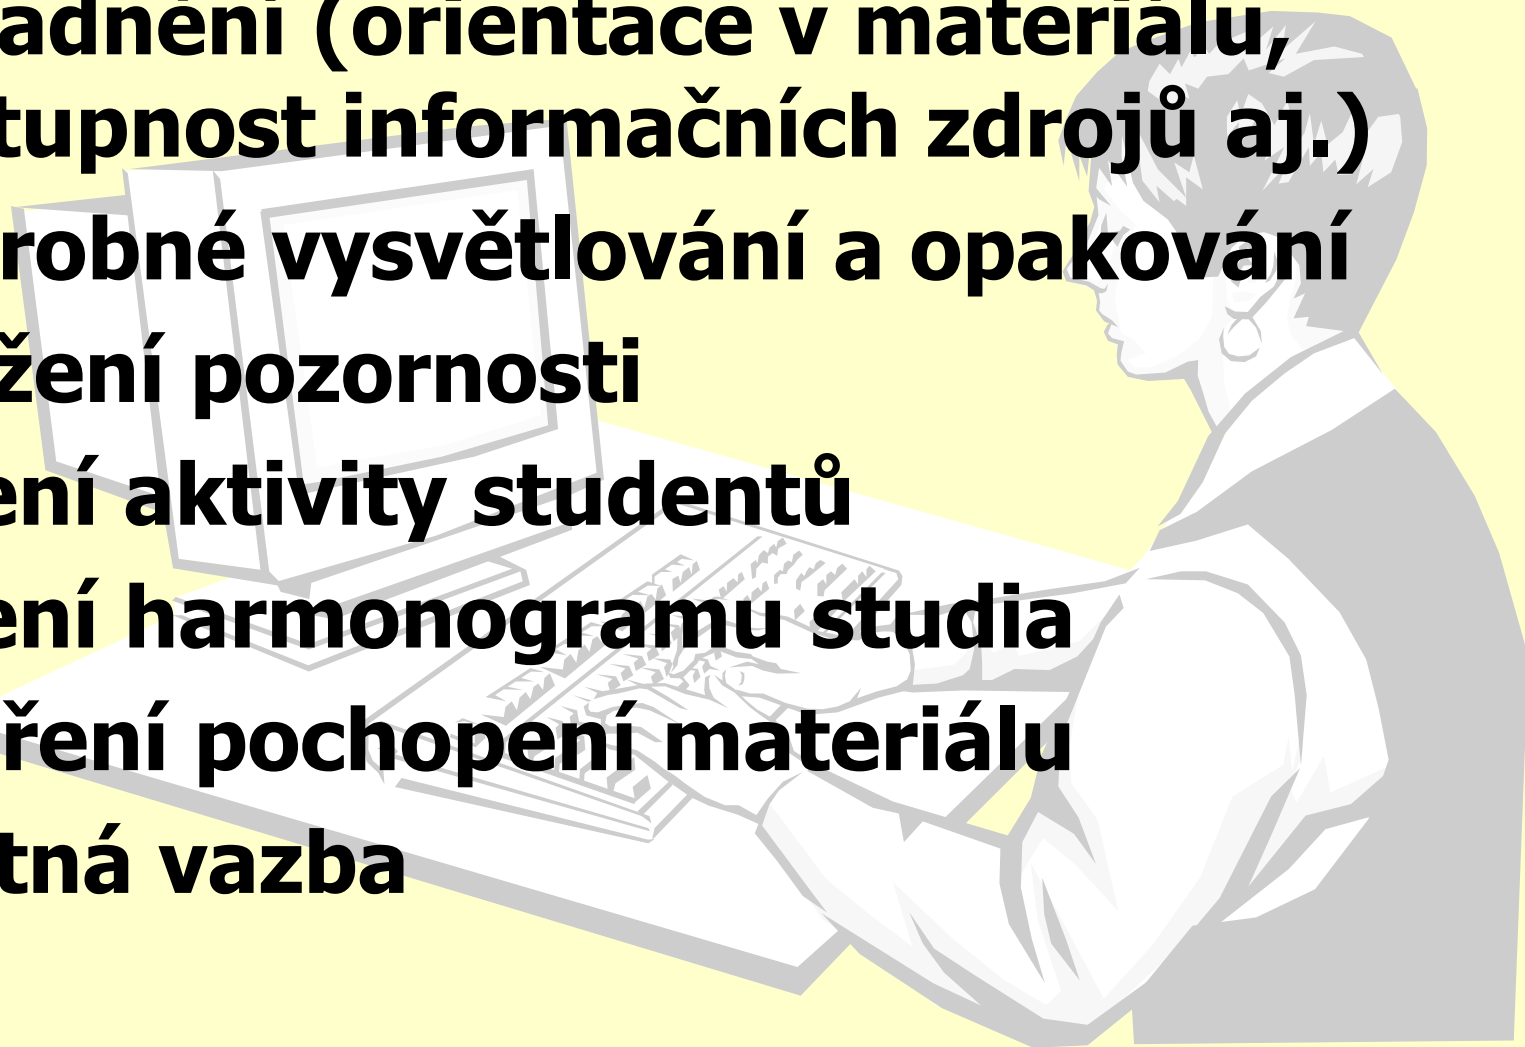 adnění (orientace v materiálu,
tupnost informačních zdrojů aj.)
robné vysvětlování a opakování
žení pozornosti
ení aktivity studentů
ení harmonogramu studia
ření pochopení materiálu
tná vazba